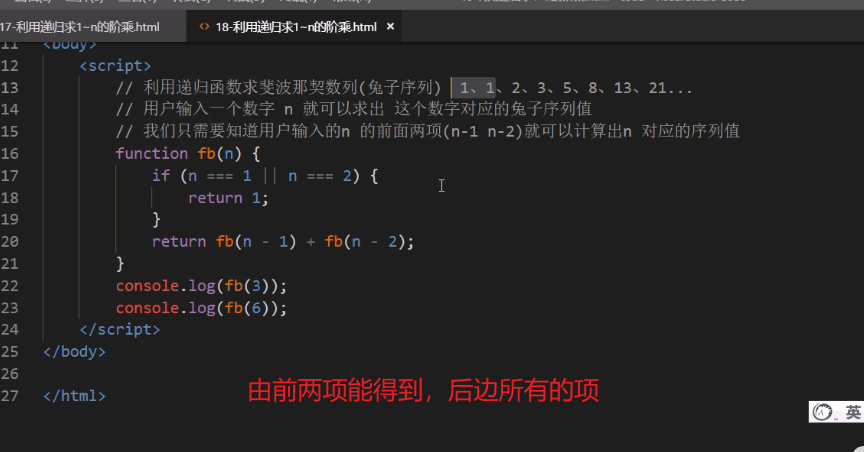 17-利用递归求1~n的阶乘.html
<> 18-利用递归求1~n的阶乘.html ×
11 <body>
12 <script>
13 // 利用递归函数求斐波那契数列(兔子序列) 1、1、2、3、5、8、13、21...
14 // 用户输入一个数字 n 就可以求出 这个数字对应的兔子序列值
15 // 我们只需要知道用户输入的n 的前面两项(n-1 n-2)就可以计算出n 对应的序列值
16 function fb(n) {
17 if (n === 1 || n === 2) {
18 return 1;
19 }
20 return fb(n - 1) + fb(n - 2);
21 }
22 console.log(fb(3));
23 console.log(fb(6));
24 </script>
25 </body>
26
27 </html>
由前两项能得到，后边所有的项
英